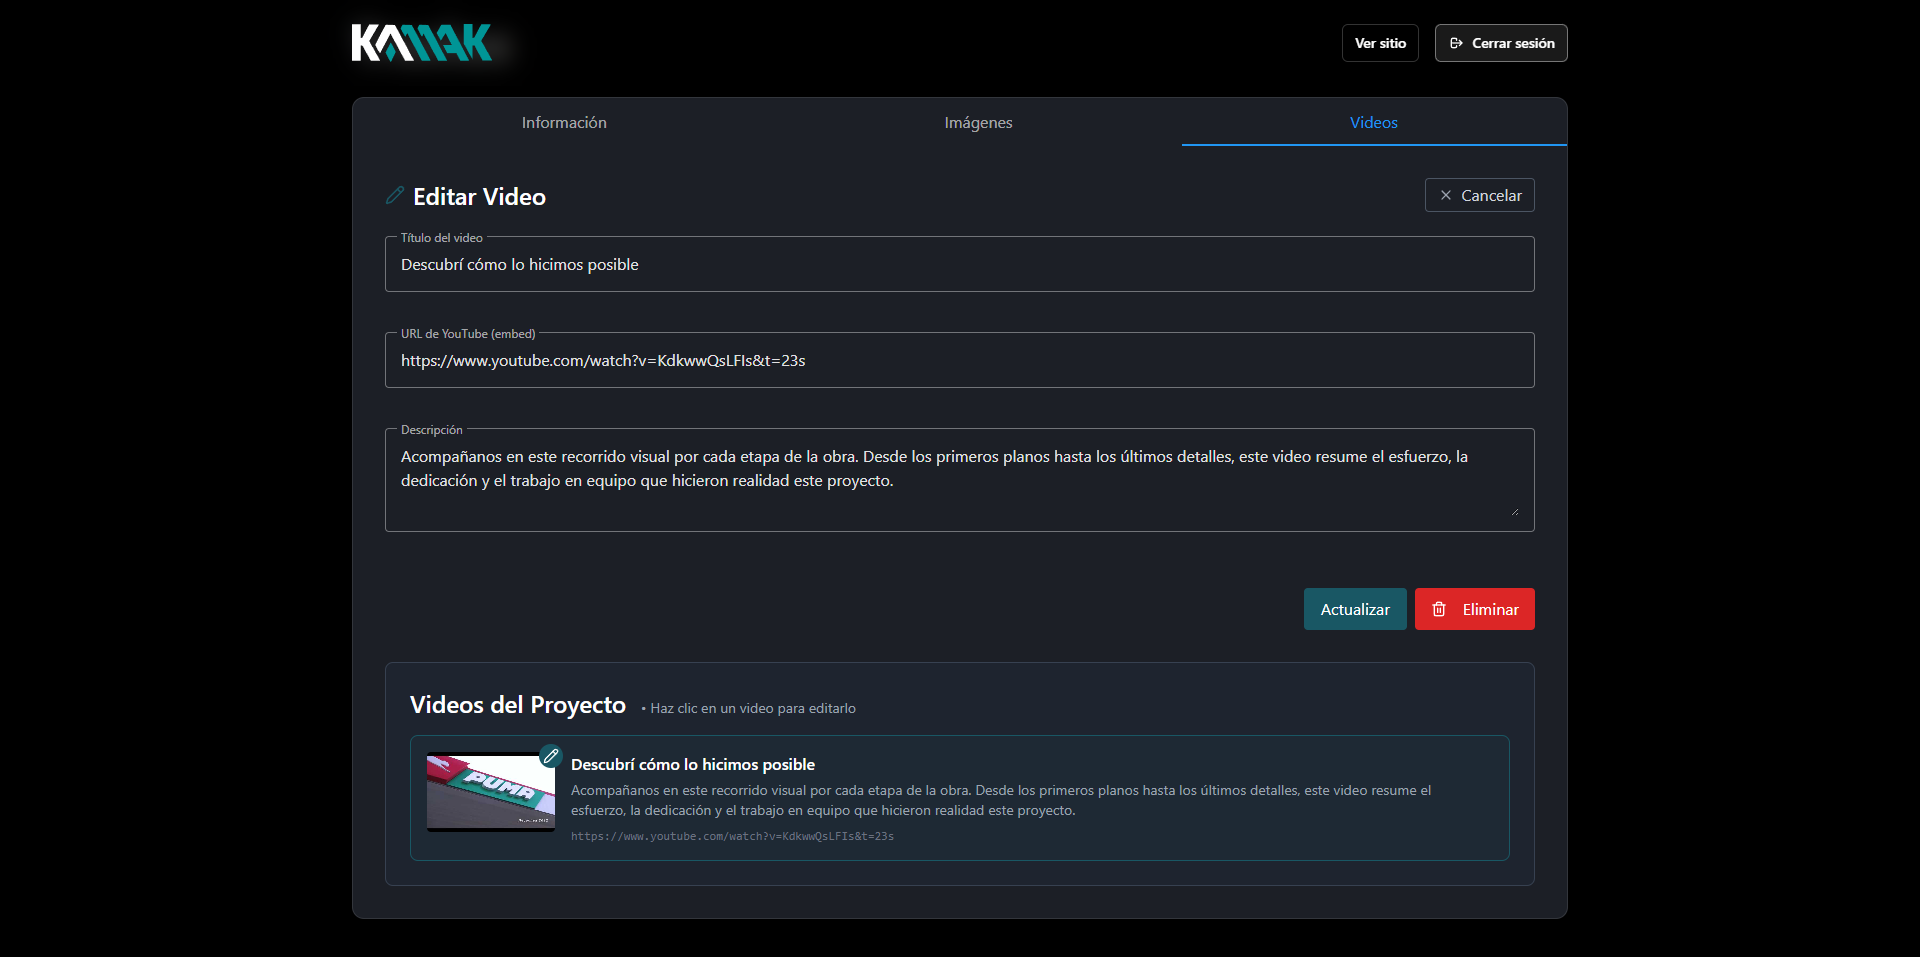 KAMAK
Ver sitio
Cerrar sesión
Información
Imágenes
Videos
Editar Video
Cancelar
Título del video
Descubrí cómo lo hicimos posible
URL de YouTube (embed)
https://www.youtube.com/watch?v=KdkwwQsLFIs&t=23s
Descripción
Acompañanos en este recorrido visual por cada etapa de la obra. Desde los primeros planos hasta los últimos detalles, este video resume el esfuerzo, la
dedicación y el trabajo en equipo que hicieron realidad este proyecto.
Actualizar
Eliminar
Videos del Proyecto
• Haz clic en un video para editarlo
PUMA
Descubrí cómo lo hicimos posible
Acompañanos en este recorrido visual por cada etapa de la obra. Desde los primeros planos hasta los últimos detalles, este video resume el
esfuerzo, la dedicación y el trabajo en equipo que hicieron realidad este proyecto.
https://www.youtube.com/watch?v=KdkwwQsLFIs&t=23s